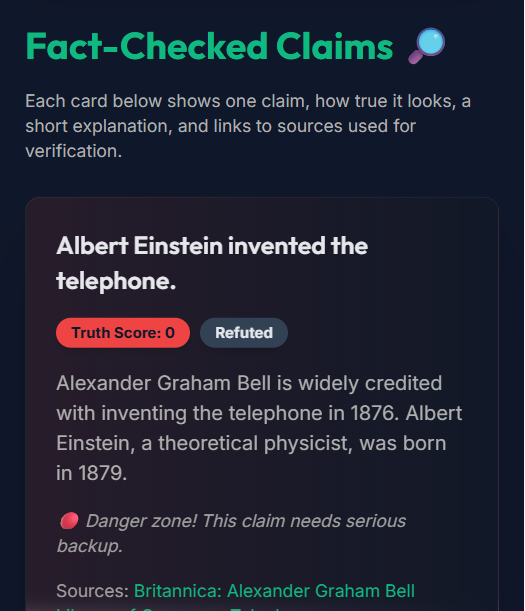 Fact-Checked Claims
Each card below shows one claim, how true it looks, a
short explanation, and links to sources used for
verification.
Albert Einstein invented the
telephone.
Truth Score: 0 Refuted
Alexander Graham Bell is widely credited
with inventing the telephone in 1876. Albert
Einstein, a theoretical physicist, was born
in 1879.
Danger zone! This claim needs serious
backup.
Sources: Britannica: Alexander Graham Bell